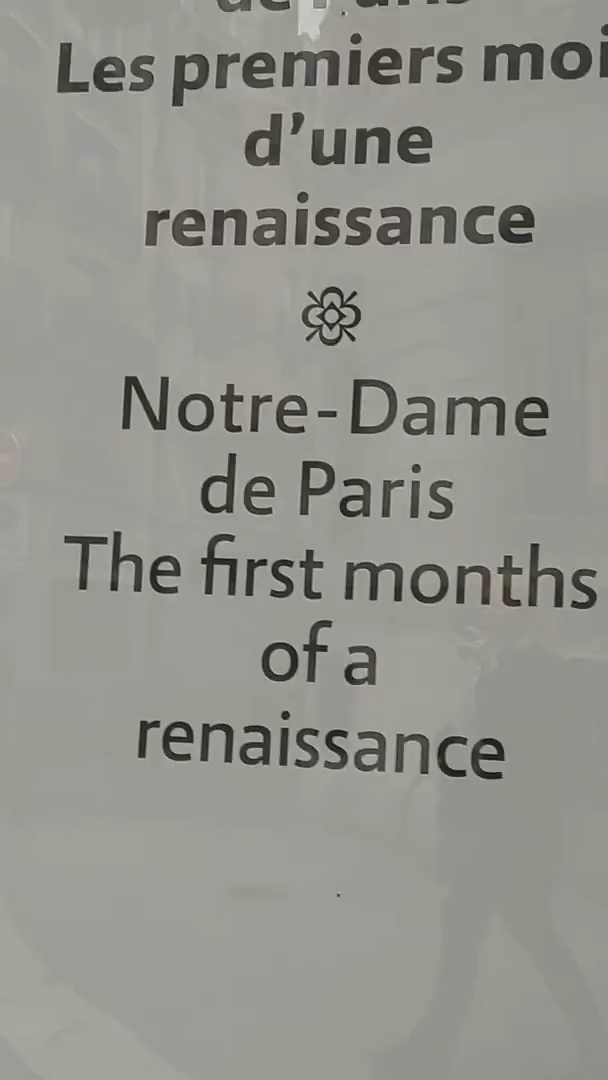 Les premiers moi
d'une
renaissance
Notre-Dame
de Paris
The first months
of a
renaissance